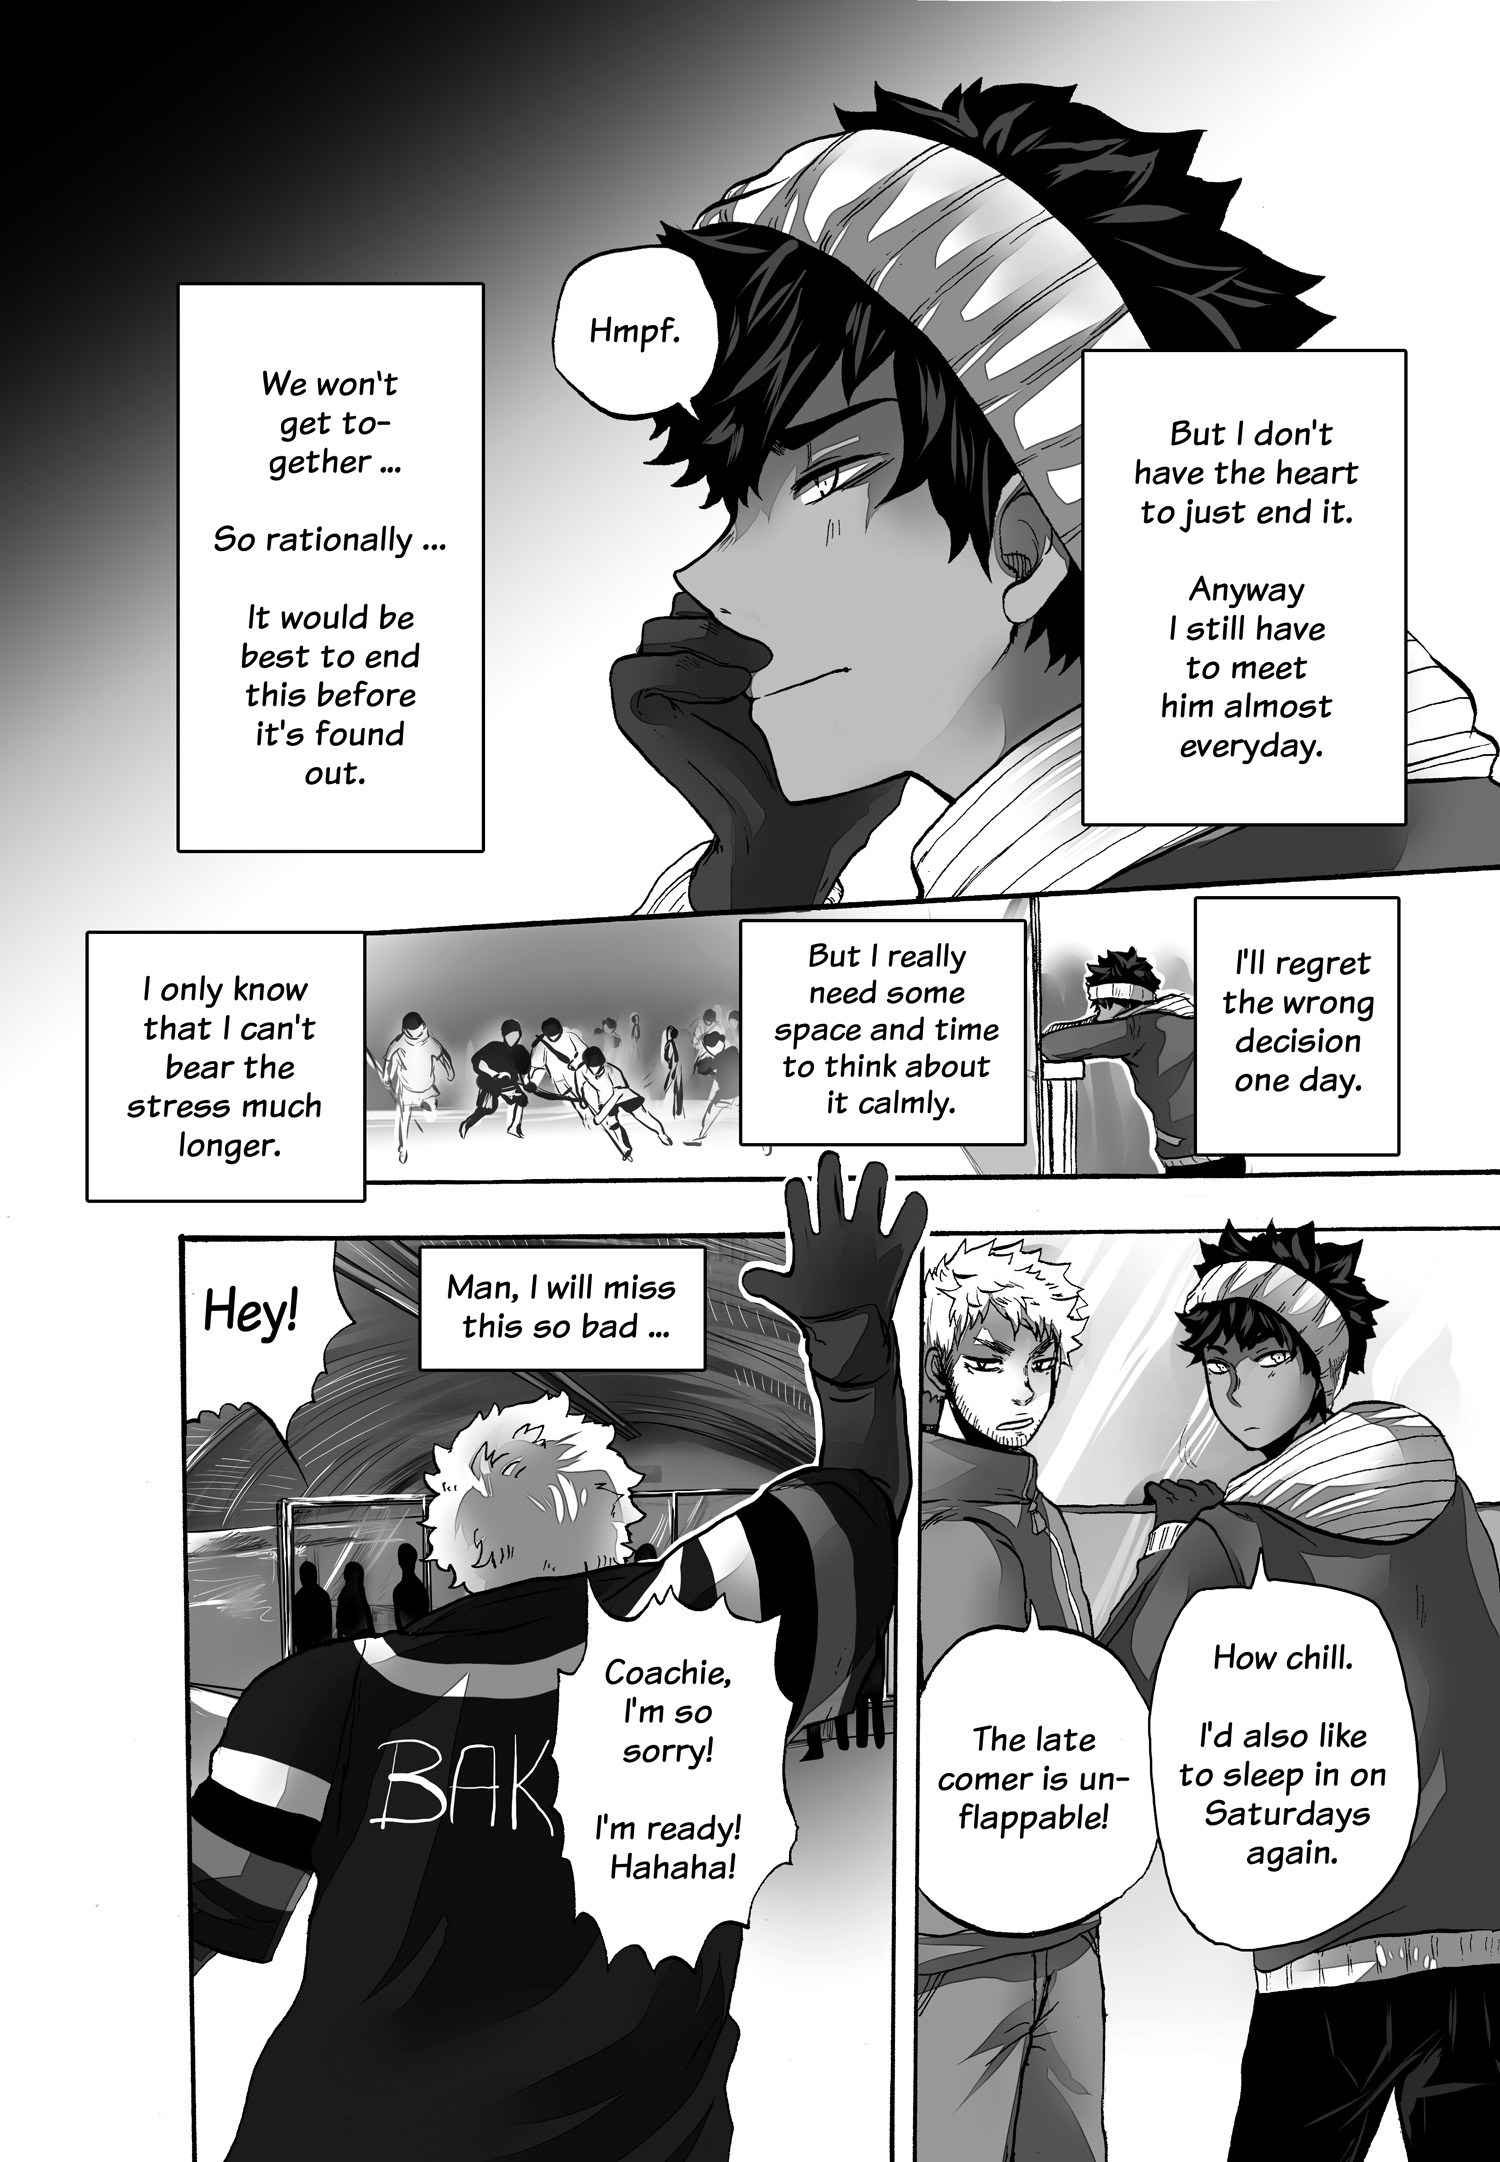 Hmpf.
We won't
get to-
gether ...
So rationally ...
It would be
best to end
this before
it's found
out.
But I don't
have the heart
to just end it.
Anyway
I still have
to meet
him almost
everyday.
I only know
that I can't
bear the
stress much
longer.
But I really
need some
space and time
to think about
it calmly.
I'll regret
the wrong
decision
one day.
Hey!
Man, I will miss
this so bad ...
Coachie,
I'm so
sorry!
I'm ready!
Hahaha!
BAK
The late
comer is un-
flappable!
How chill.
I'd also like
to sleep in on
Saturdays
again.